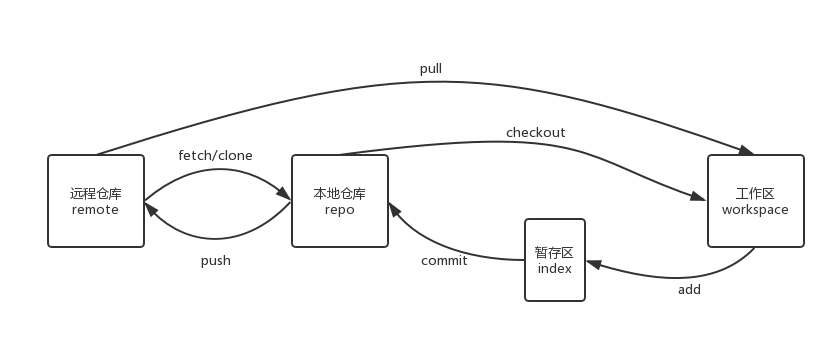 pull
checkout
fetch/clone
远程仓库
remote
本地仓库
repo
工作区
workspace
暂存区
index
push
commit
add